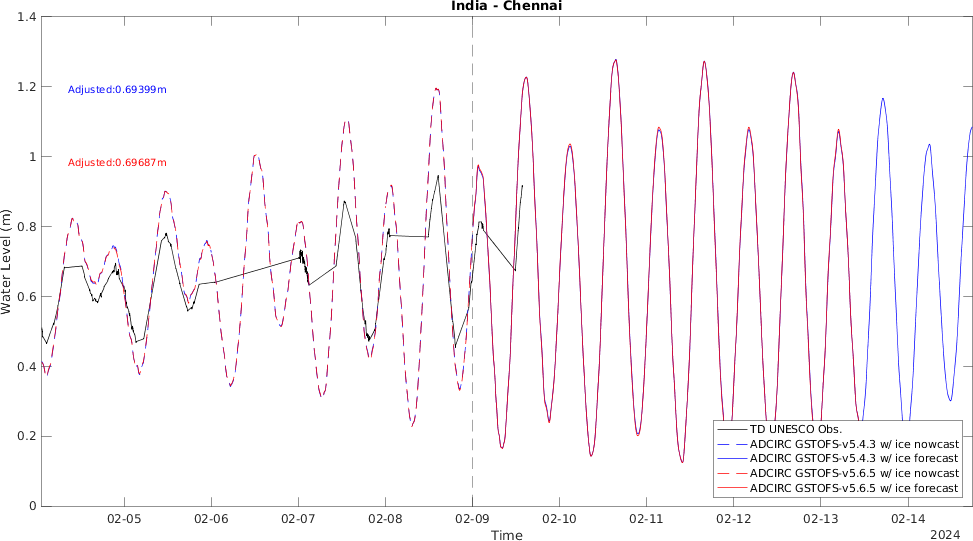 India - Chennai
1.4
1.2
1
0.8
0.6
0.4
0.2
0
Water Level (m)
Adjusted:0.69399m
Adjusted:0.69687m
TD UNESCO Obs.
ADCIRC GSTOFS-v5.4.3 w/ ice nowcast
ADCIRC GSTOFS-v5.4.3 w/ ice forecast
ADCIRC GSTOFS-v5.6.5 w/ ice nowcast
ADCIRC GSTOFS-v5.6.5 w/ ice forecast
02-05 02-06 02-07 02-08 02-09 02-10 02-11 02-12 02-13 02-14
Time
2024